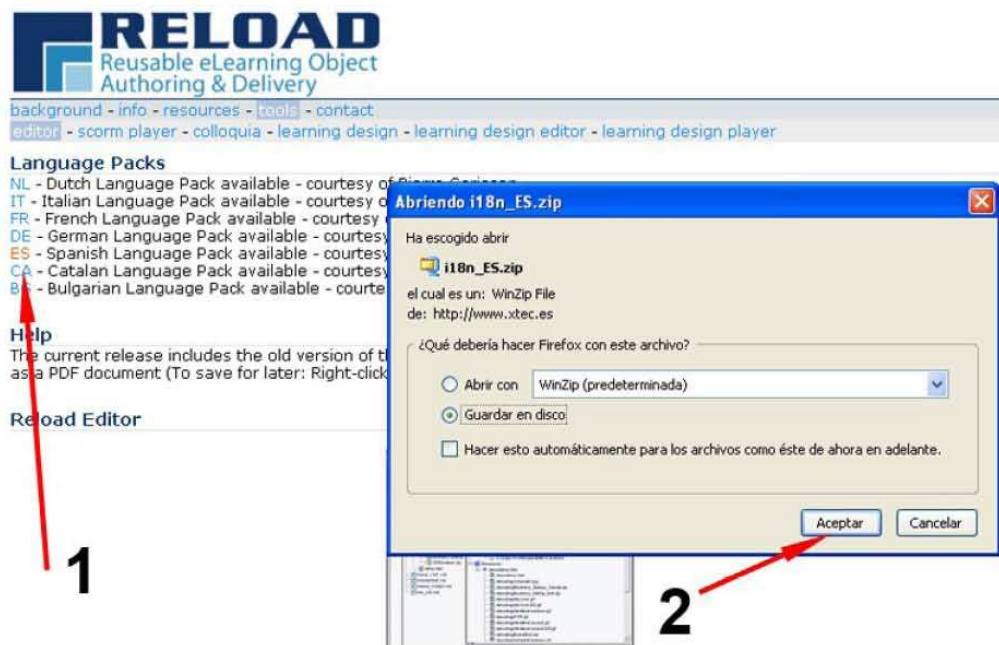 RELOAD
Reusable eLearning Object
Authoring & Delivery
background - info - resources - tools - contact
editor - scorm player - colloquia - learning design - learning design editor - learning design player
Language Packs
NL - Dutch Language Pack available - courtesy of
IT - Italian Language Pack available - courtesy
FR - French Language Pack available - courtesy
DE - German Language Pack available - courtesy
ES - Spanish Language Pack available - courtesy
CA - Catalan Language Pack available - courtesy
BG - Bulgarian Language Pack available - courte
Help
The current release includes the old version of
as a PDF document (To save for later: Right-click
Reload Editor
Abriendo i18n_ES.zip
Ha escogido abrir
i18n_ES.zip
el cual es un: WinZip File
de: http://www.xtec.es
¿Qué debería hacer Firefox con este archivo?
Abrir con WinZip (predeterminada)
Guardar en disco
Hacer esto automáticamente para los archivos como éste de ahora en adelante.
Aceptar Cancelar
1
2